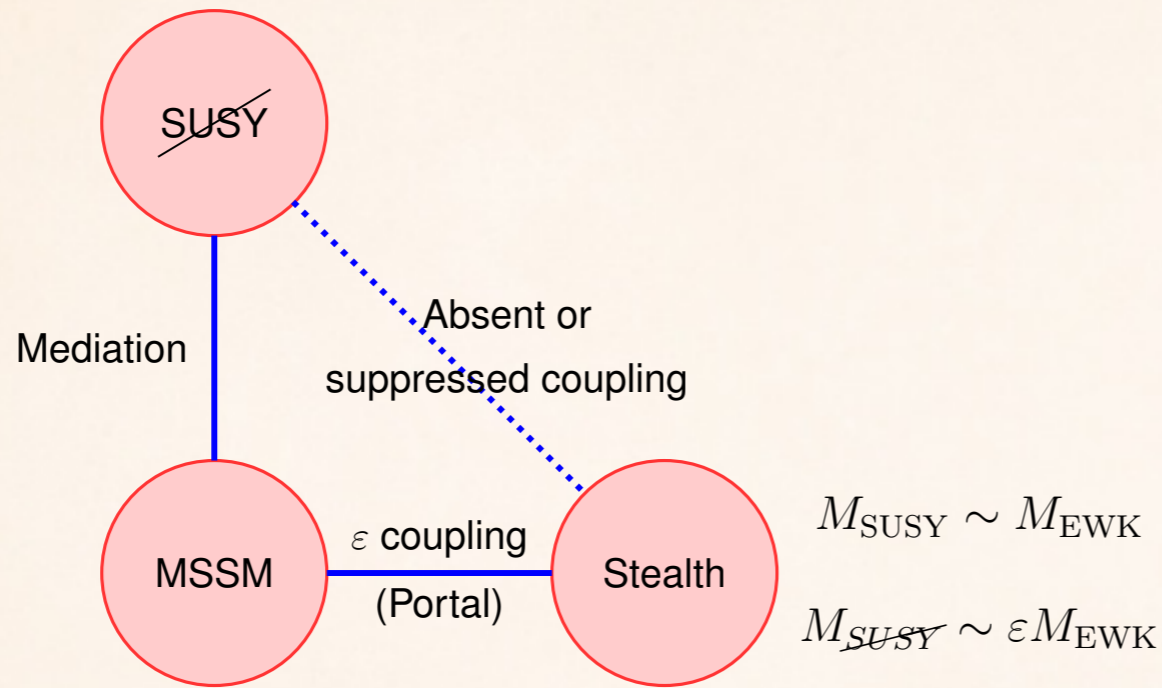 SUSY
Absent or
Mediation
suppressed coupling
ε coupling
MSSM
(Portal)
Stealth
M_SUSY ∼ M_EWK
M_SUSY ∼ εM_EWK